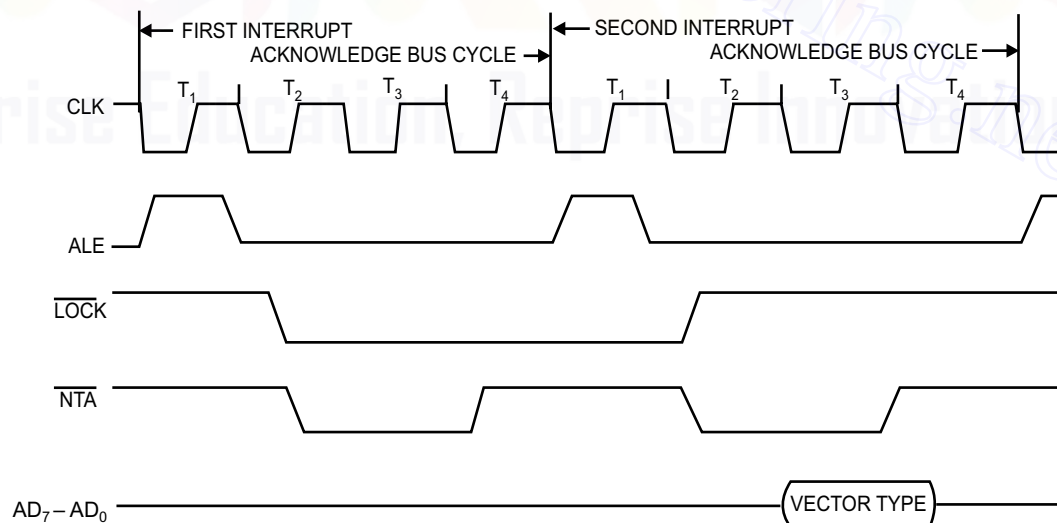 FIRST INTERRUPT
ACKNOWLEDGE BUS CYCLE
SECOND INTERRUPT
ACKNOWLEDGE BUS CYCLE
CLK T1 T2 T3 T4 T1 T2 T3 T4
ALE
LOCK
NTA
AD7 – AD0 VECTOR TYPE